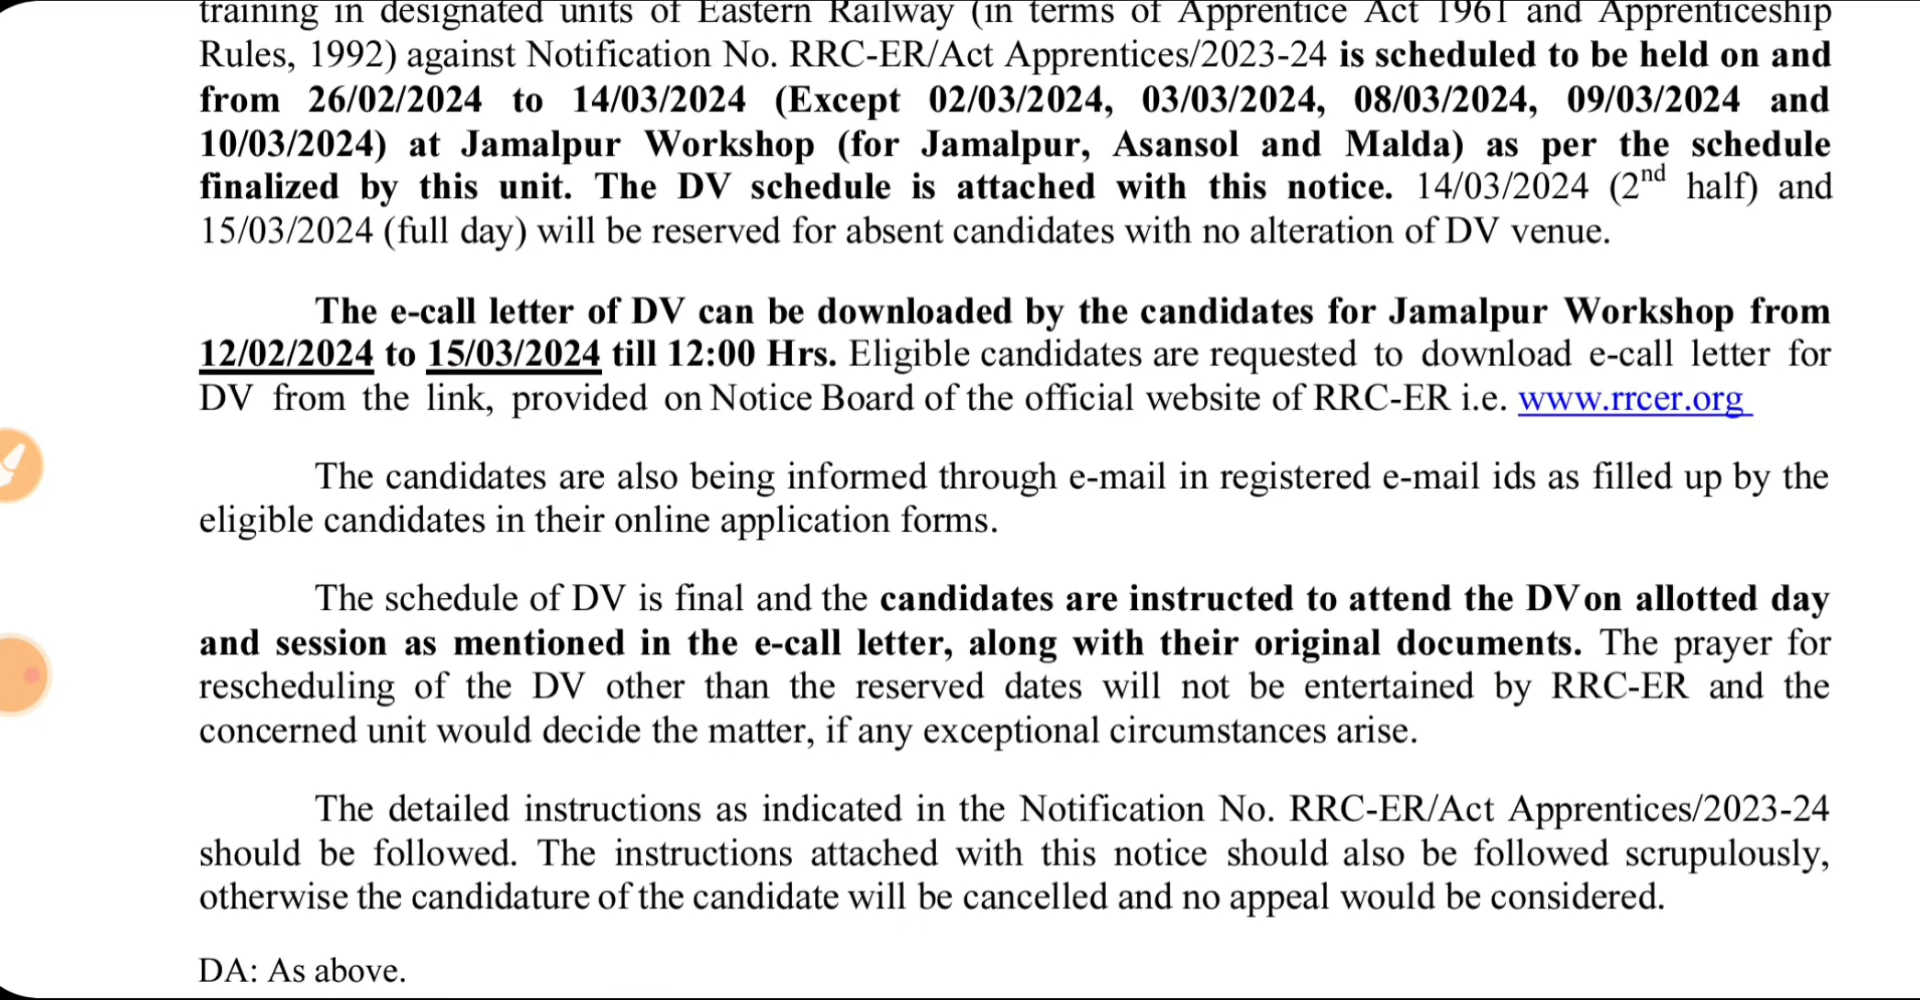 training in designated units of Eastern Railway (in terms of Apprentice Act 1961 and Apprenticeship
Rules, 1992) against Notification No. RRC-ER/Act Apprentices/2023-24 is scheduled to be held on and
from 26/02/2024 to 14/03/2024 (Except 02/03/2024, 03/03/2024, 08/03/2024, 09/03/2024 and
10/03/2024) at Jamalpur Workshop (for Jamalpur, Asansol and Malda) as per the schedule
finalized by this unit. The DV schedule is attached with this notice. 14/03/2024 (2nd half) and
15/03/2024 (full day) will be reserved for absent candidates with no alteration of DV venue.
The e-call letter of DV can be downloaded by the candidates for Jamalpur Workshop from
12/02/2024 to 15/03/2024 till 12:00 Hrs. Eligible candidates are requested to download e-call letter for
DV from the link, provided on Notice Board of the official website of RRC-ER i.e. www.rrcer.org
The candidates are also being informed through e-mail in registered e-mail ids as filled up by the
eligible candidates in their online application forms.
The schedule of DV is final and the candidates are instructed to attend the DV on allotted day
and session as mentioned in the e-call letter, along with their original documents. The prayer for
rescheduling of the DV other than the reserved dates will not be entertained by RRC-ER and the
concerned unit would decide the matter, if any exceptional circumstances arise.
The detailed instructions as indicated in the Notification No. RRC-ER/Act Apprentices/2023-24
should be followed. The instructions attached with this notice should also be followed scrupulously,
otherwise the candidature of the candidate will be cancelled and no appeal would be considered.
DA: As above.